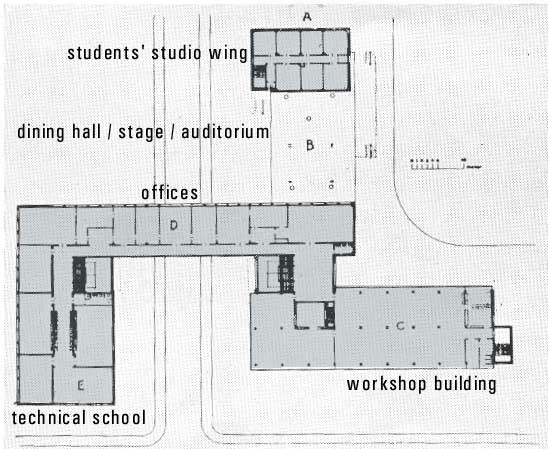 A
students' studio wing
dining hall / stage / auditorium
B
offices
D
C
workshop building
E
technical school